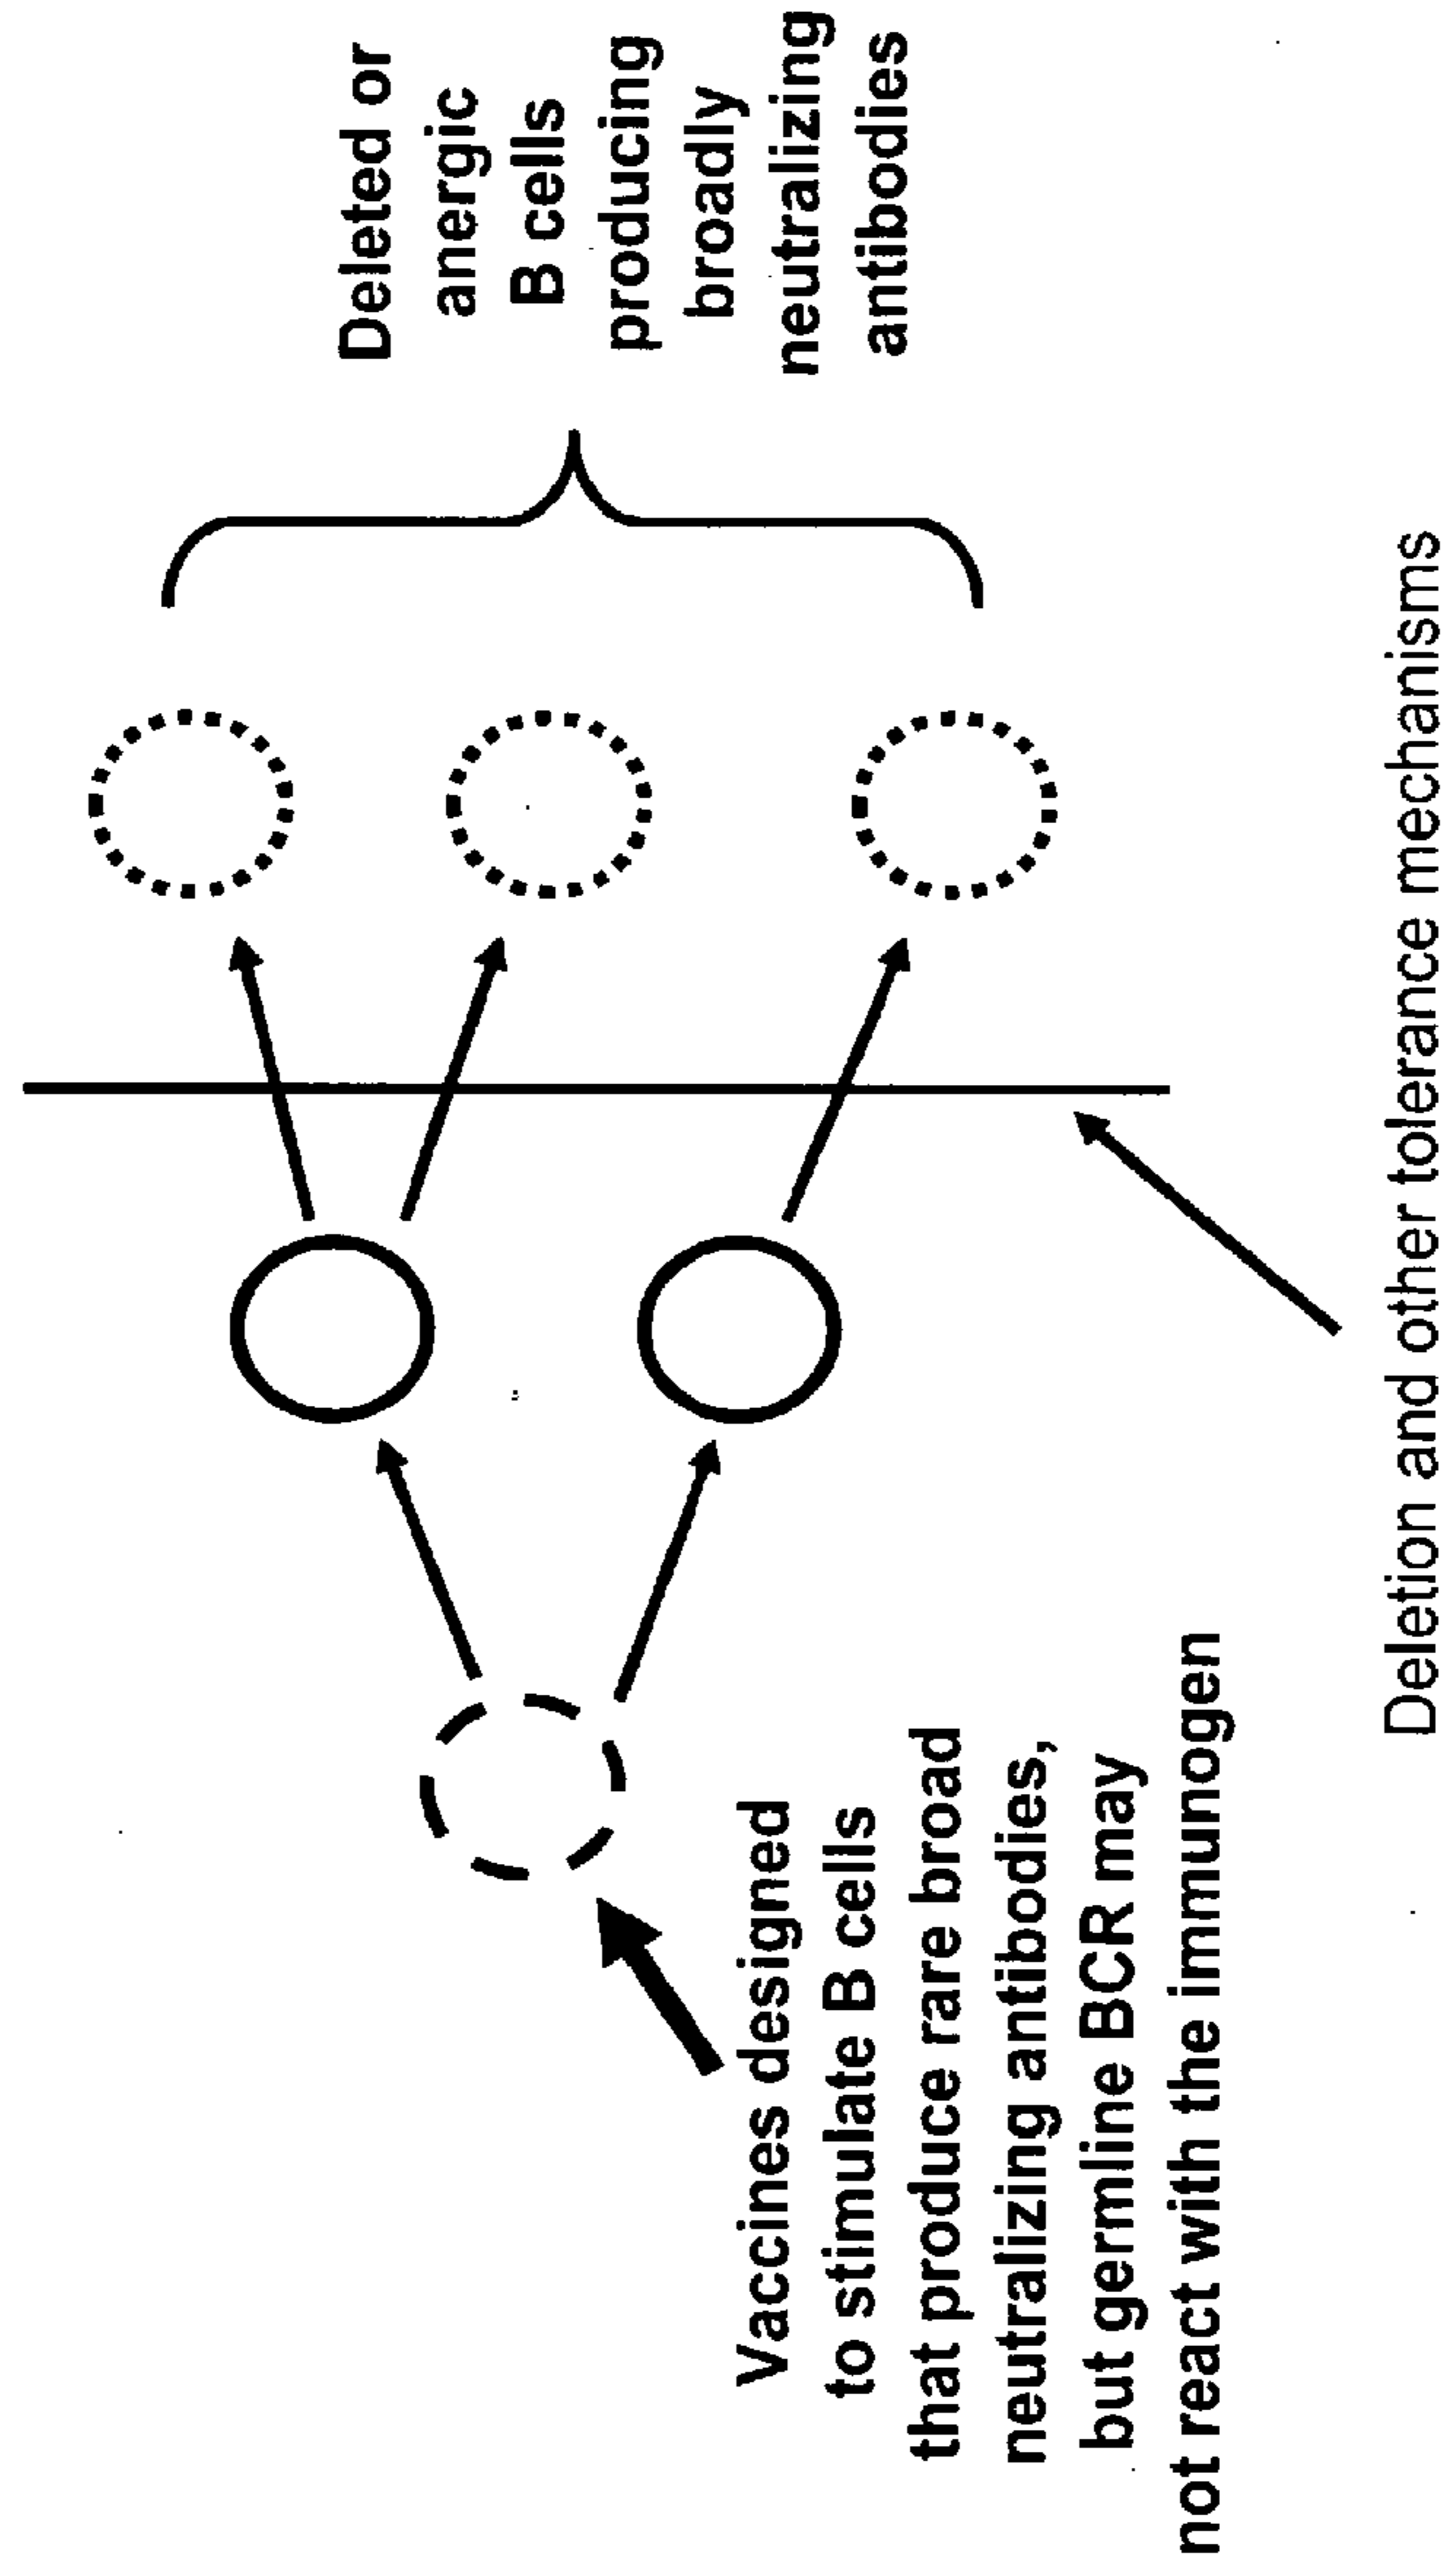 Vaccines designed
to stimulate B cells
that produce rare broad
neutralizing antibodies,
but germline BCR may
not react with the immunogen
Deleted or
anergic
B cells
producing
broadly
neutralizing
antibodies
Deletion and other tolerance mechanisms